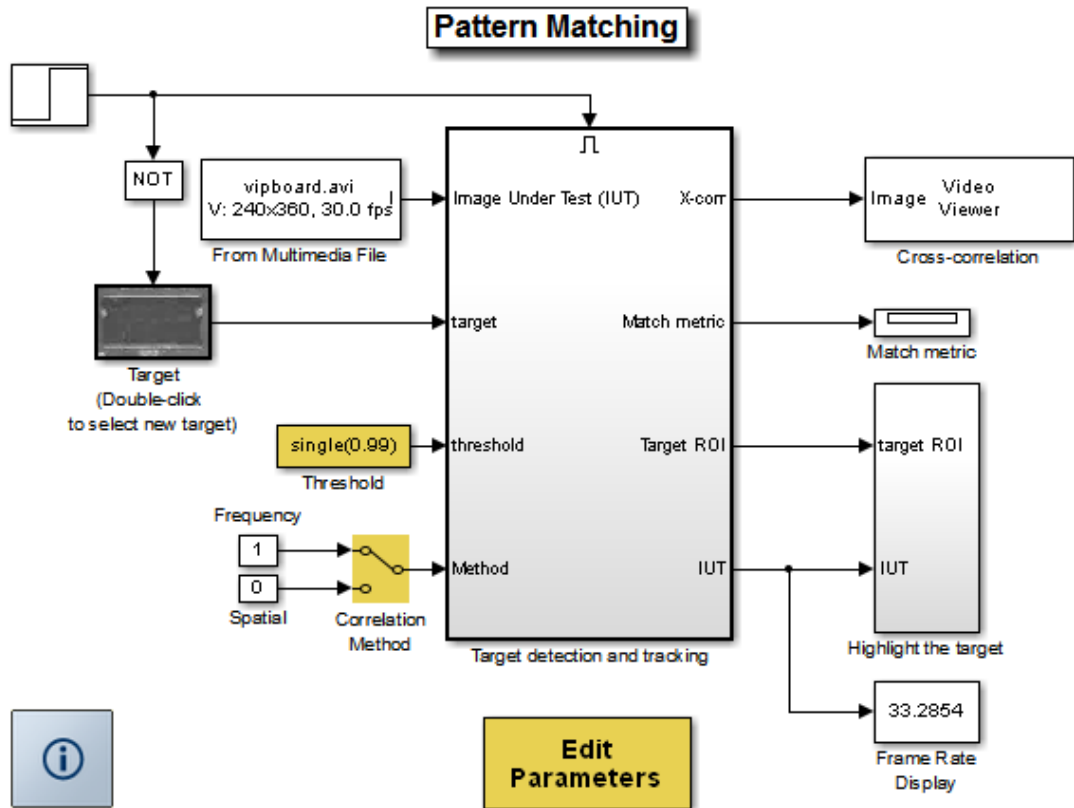 Pattern Matching
NOT
vipboard.avi
V: 240x360, 30.0 fps
I
From Multimedia File
Image Under Test (IUT)
X-corr
Image
Video
Viewer
Cross-correlation
target
Match metric
Match metric
Target
(Double-click
to select new target)
single(0.99)
Threshold
threshold
Target ROI
target ROI
Frequency
1
0
Spatial
Correlation
Method
Method
IUT
IUT
Target detection and tracking
Highlight the target
33.2854
Frame Rate
Display
Edit
Parameters
i